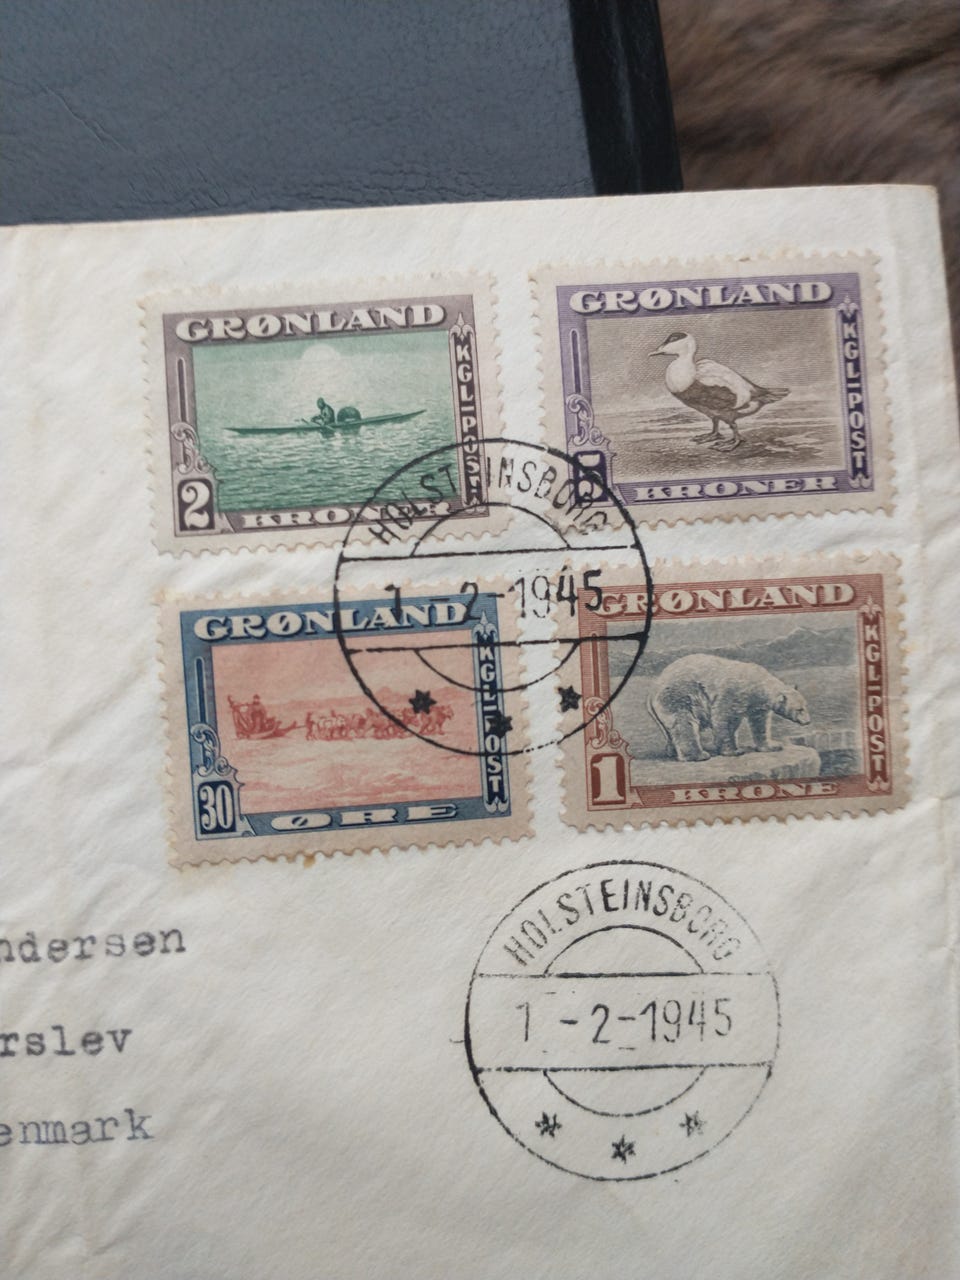 GRØNLAND
KGL-POST
2 KRONER
GRØNLAND
KGL-POST
5 KRONER
GRØNLAND
KGL-POST
30 ØRE
GRØNLAND
KGL-POST
1 KRONE
HOLSTEINSBORG
1-2-1945
ndersen
HOLSTEINSBORG
1-2-1945
rslev
enmark